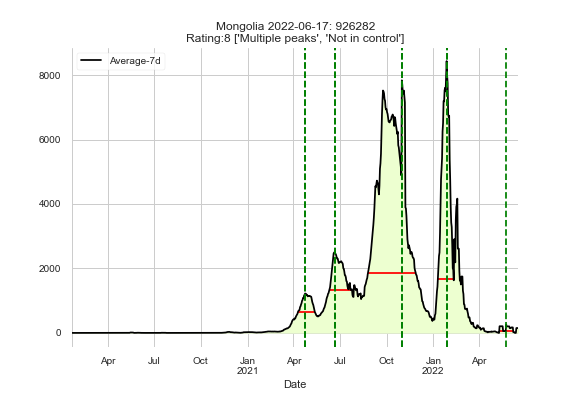 Mongolia 2022-06-17: 926282
Rating:8 ['Multiple peaks', 'Not in control']
Average-7d
8000
6000
4000
2000
0
Apr Jul Oct Jan Apr Jul Oct Jan Apr
2021 2022
Date